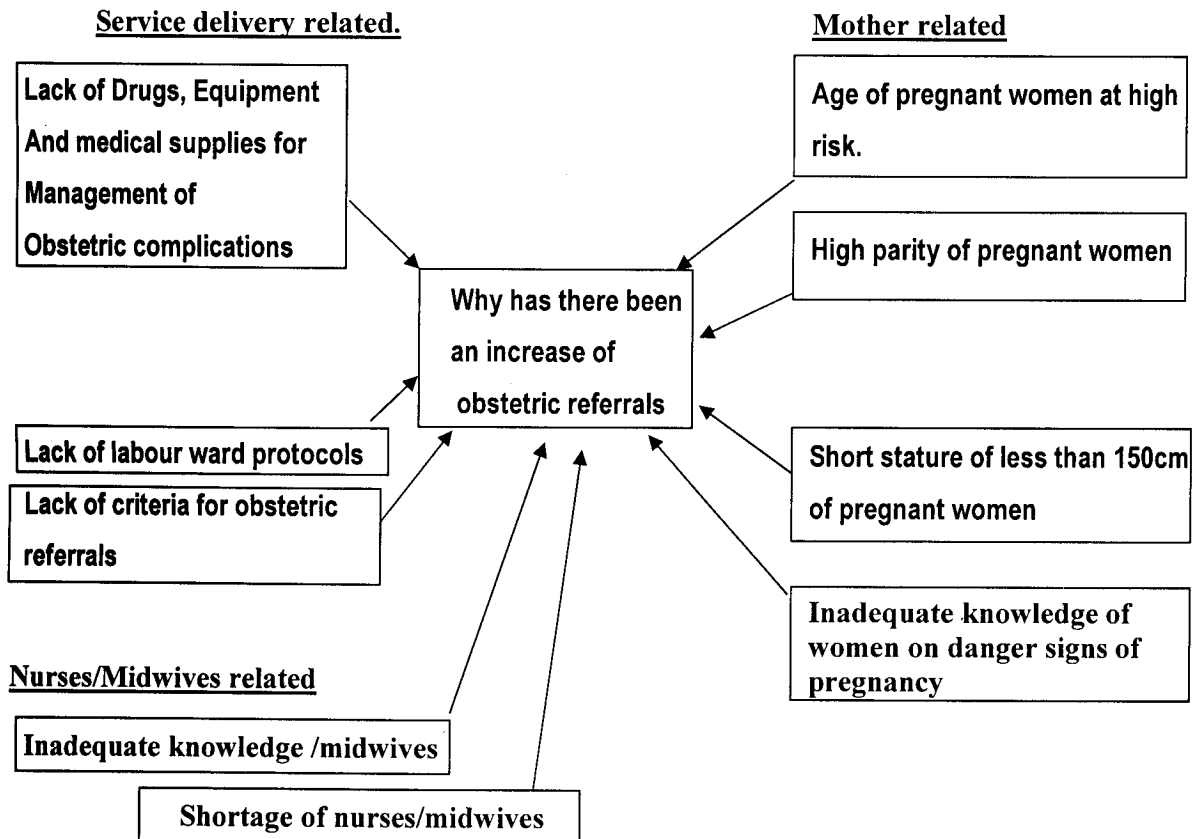 Service delivery related.
Lack of Drugs, Equipment
And medical supplies for
Management of
Obstetric complications
Mother related
Age of pregnant women at high
risk.
High parity of pregnant women
Why has there been
an increase of
obstetric referrals
Lack of labour ward protocols
Lack of criteria for obstetric
referrals
Short stature of less than 150cm
of pregnant women
Inadequate knowledge of
women on danger signs of
pregnancy
Nurses/Midwives related
Inadequate knowledge /midwives
Shortage of nurses/midwives